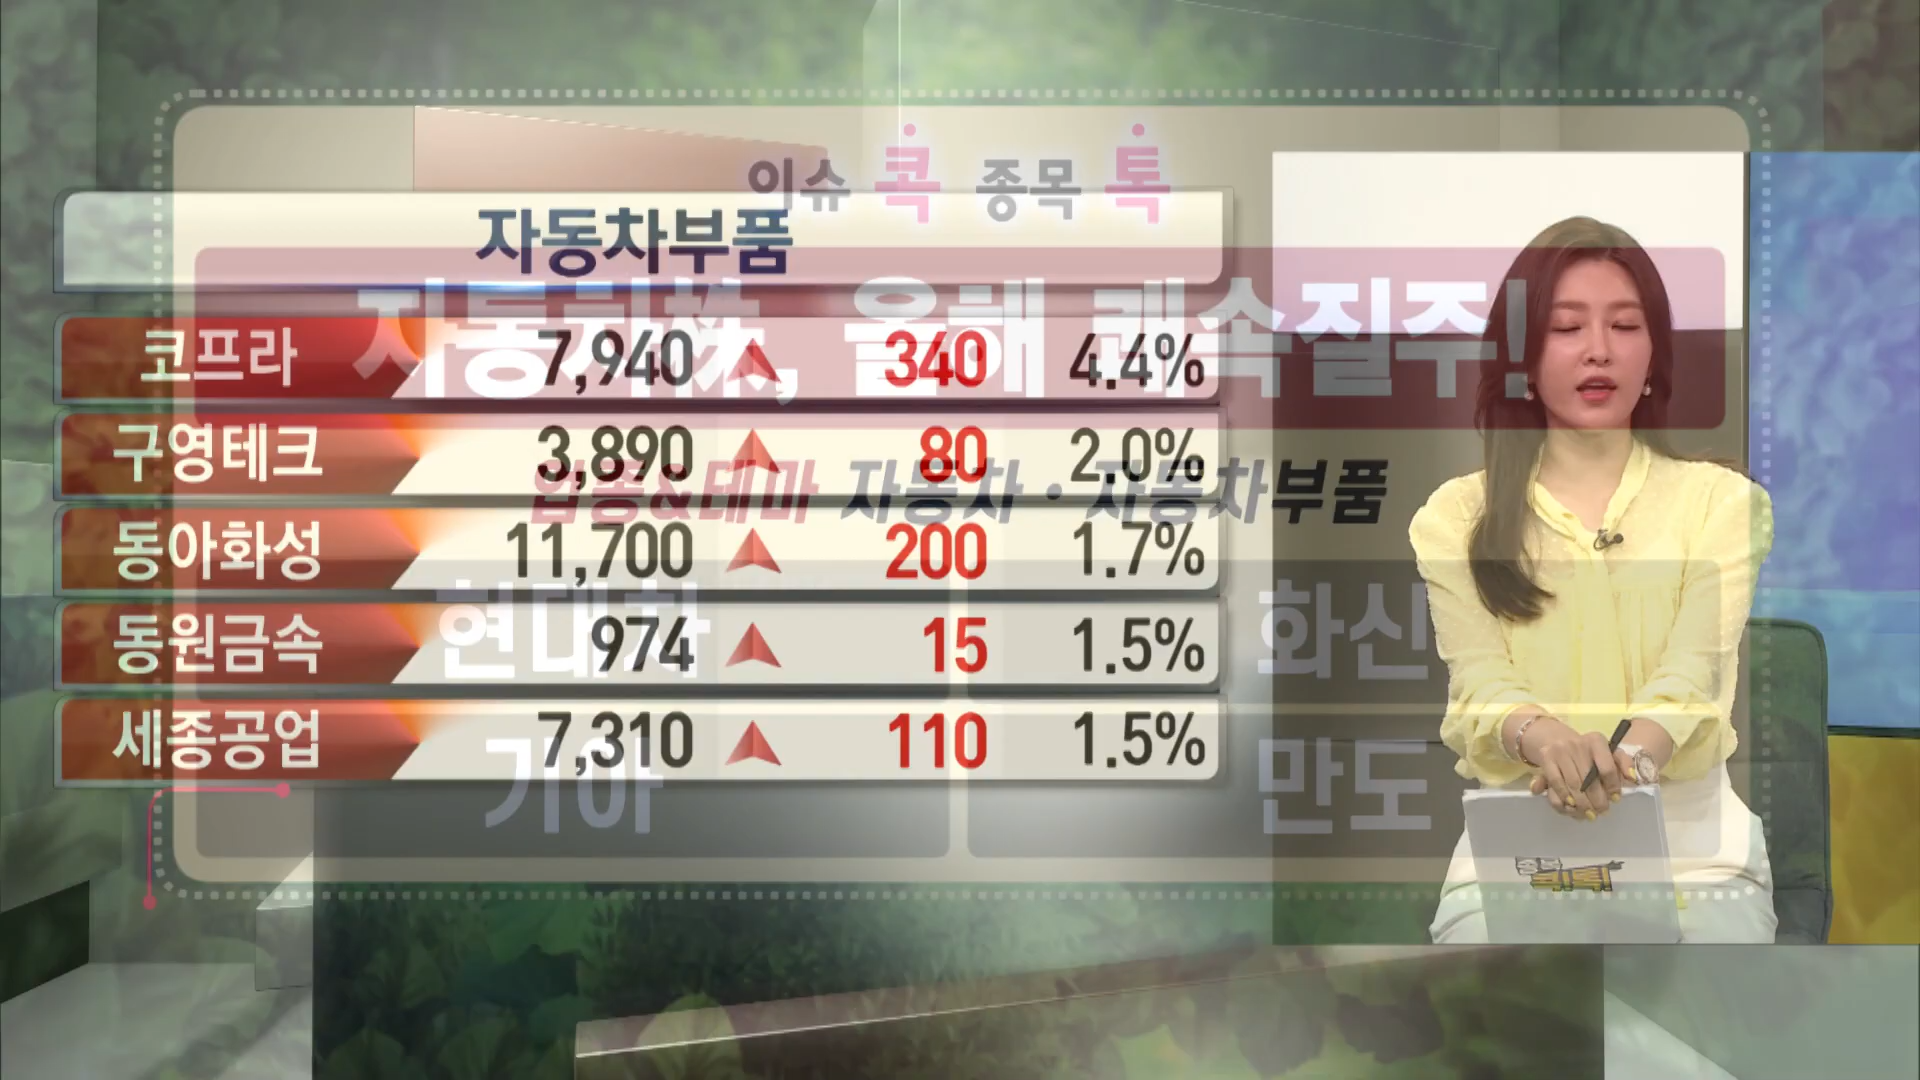 이슈 콕 종목 톡
자동차부품
자동차株, 올해 쾌속질주!
코프라 7,940 ▲ 340 4.4%
구영테크 3,890 ▲ 80 2.0%
업종&테마 자동차·자동차부품
동아화성 11,700 ▲ 200 1.7%
현대차 화신
동원금속 974 ▲ 15 1.5%
세종공업 7,310 ▲ 110 1.5%
기아 만도